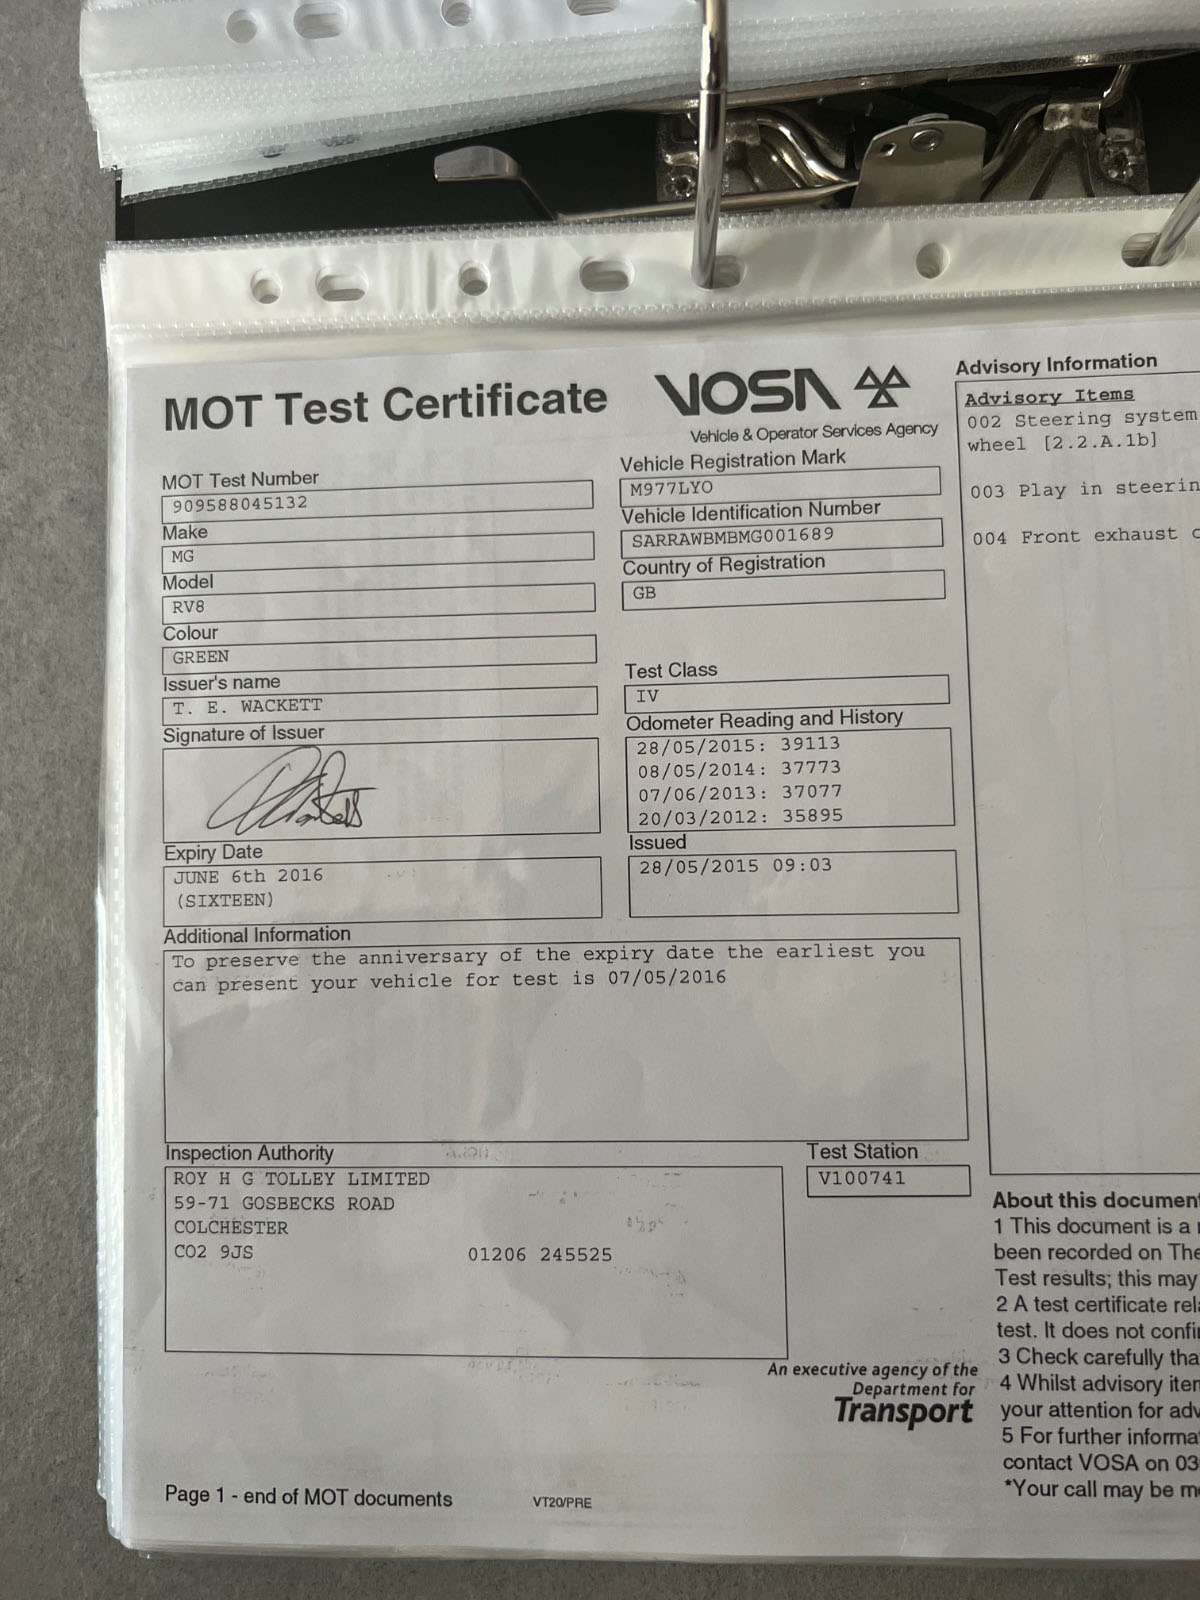 MOT Test Certificate
VOSA
Vehicle & Operator Services Agency
MOT Test Number
909588045132
Make
MG
Model
RV8
Colour
GREEN
Issuer's name
T. E. WACKETT
Signature of Issuer
Expiry Date
JUNE 6th 2016
(SIXTEEN)
Vehicle Registration Mark
M977LYO
Vehicle Identification Number
SARRAWBMBMG001689
Country of Registration
GB
Test Class
IV
Odometer Reading and History
28/05/2015: 39113
08/05/2014: 37773
07/06/2013: 37077
20/03/2012: 35895
Issued
28/05/2015 09:03
Additional Information
To preserve the anniversary of the expiry date the earliest you
can present your vehicle for test is 07/05/2016
Inspection Authority
ROY H G TOLLEY LIMITED
59-71 GOSBECKS ROAD
COLCHESTER
CO2 9JS 01206 245525
Test Station
V100741
An executive agency of the
Department for
Transport
Page 1 - end of MOT documents
VT20/PRE
Advisory Information
Advisory Items
002 Steering system
wheel [2.2.A.1b]
003 Play in
004 Front exhaust
About this
1 This document is a
been recorded on
Test results; this may
2 A test certificate
test. It does not
3 Check carefully
4 Whilst advisory
your attention for
5 For further
contact VOSA on 03
*Your call may be